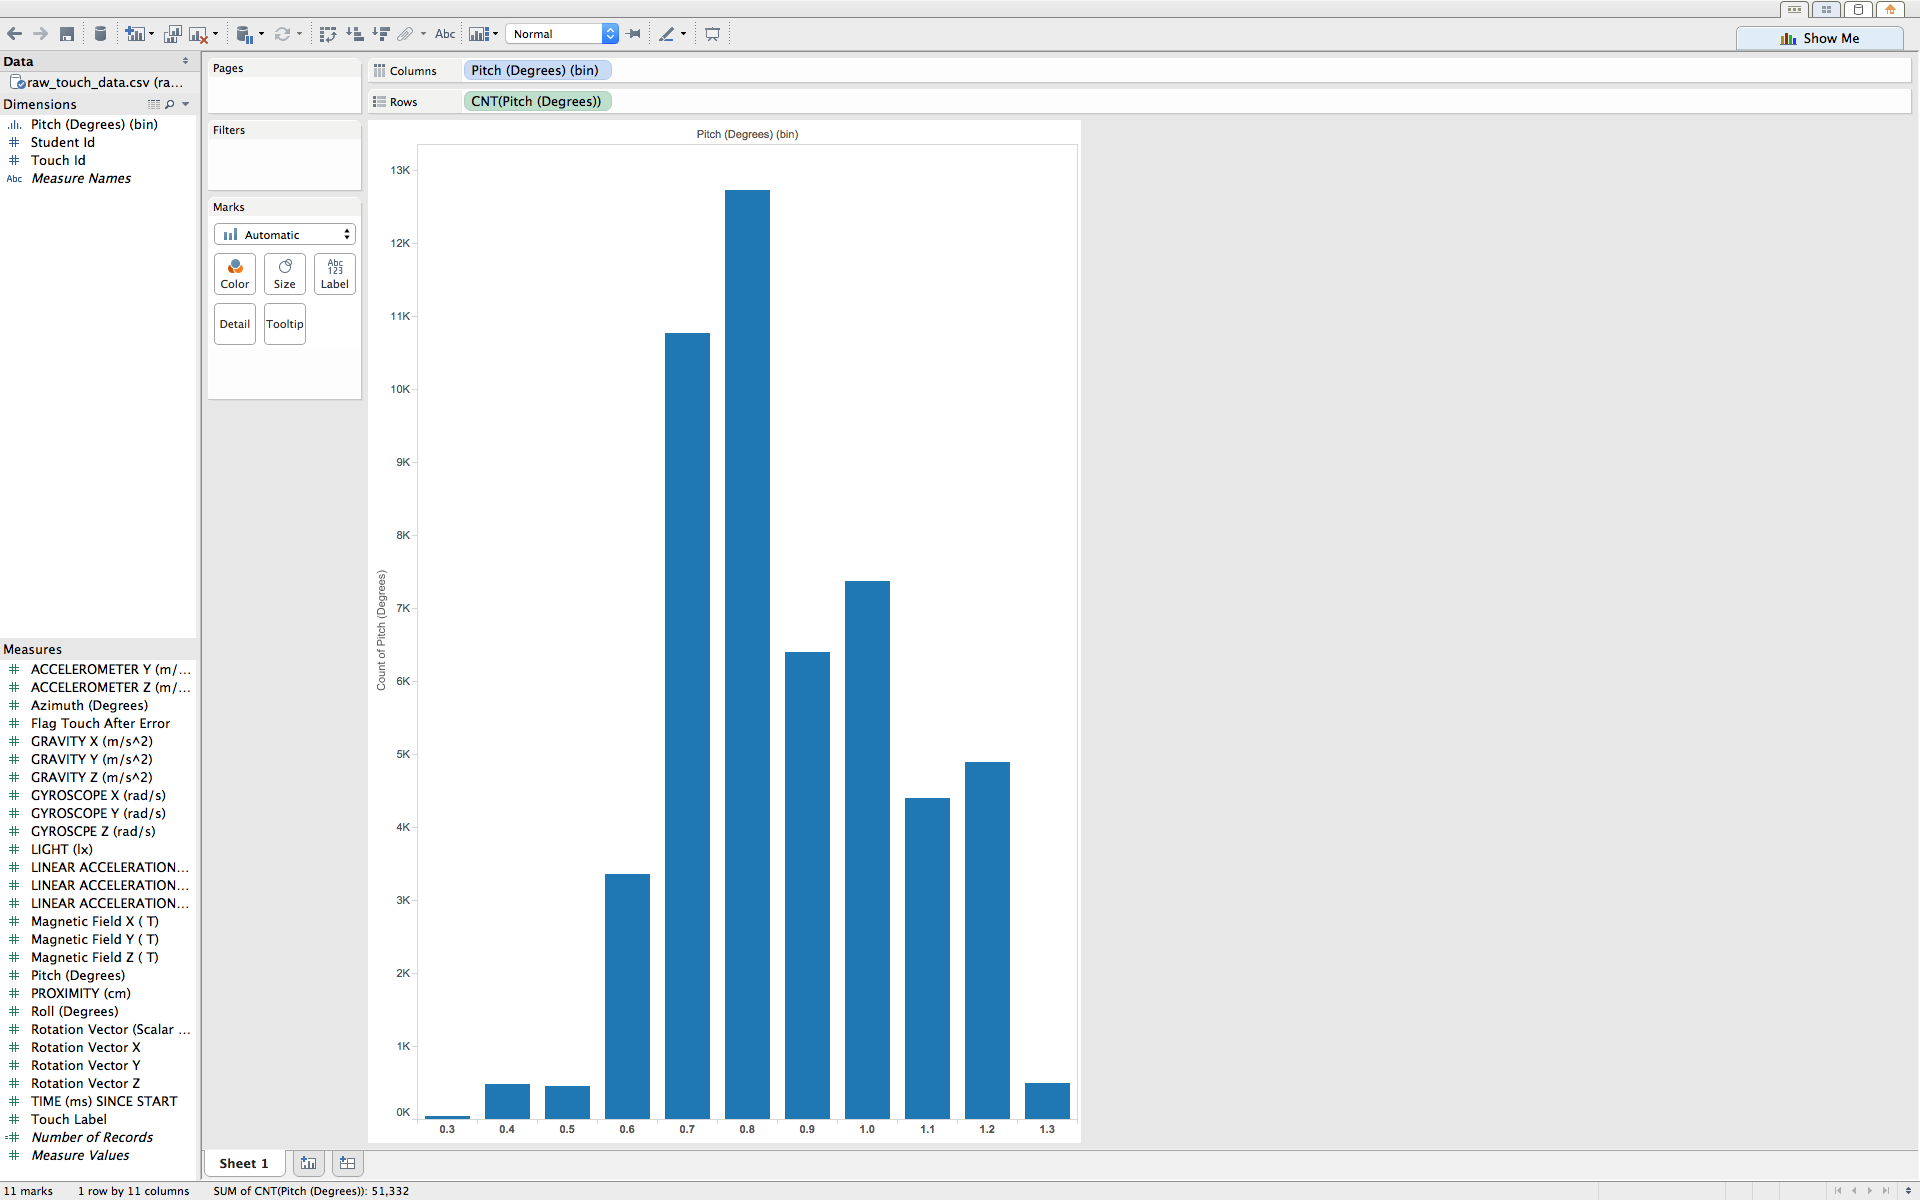 Abc
Normal
Show Me
Data
raw_touch_data.csv (ra...
Dimensions
Pitch (Degrees) (bin)
Student Id
Touch Id
Abc Measure Names
Pages
Filters
Marks
Automatic
Color
Size
Abc
123
Label
Detail
Tooltip
Columns
Pitch (Degrees) (bin)
Rows
CNT(Pitch (Degrees))
Pitch (Degrees) (bin)
Count of Pitch (Degrees)
13K
12K
11K
10K
9K
8K
7K
6K
5K
4K
3K
2K
1K
0K
0.3 0.4 0.5 0.6 0.7 0.8 0.9 1.0 1.1 1.2 1.3
Measures
ACCELEROMETER Y (m/...
ACCELEROMETER Z (m/...
Azimuth (Degrees)
Flag Touch After Error
GRAVITY X (m/s^2)
GRAVITY Y (m/s^2)
GRAVITY Z (m/s^2)
GYROSCOPE X (rad/s)
GYROSCOPE Y (rad/s)
GYROSCPE Z (rad/s)
LIGHT (lx)
LINEAR ACCELERATION...
LINEAR ACCELERATION...
LINEAR ACCELERATION...
Magnetic Field X ( T)
Magnetic Field Y ( T)
Magnetic Field Z ( T)
Pitch (Degrees)
PROXIMITY (cm)
Roll (Degrees)
Rotation Vector (Scalar ...
Rotation Vector X
Rotation Vector Y
Rotation Vector Z
TIME (ms) SINCE START
Touch Label
Number of Records
Measure Values
Sheet 1
11 marks 1 row by 11 columns SUM of CNT(Pitch (Degrees)): 51,332